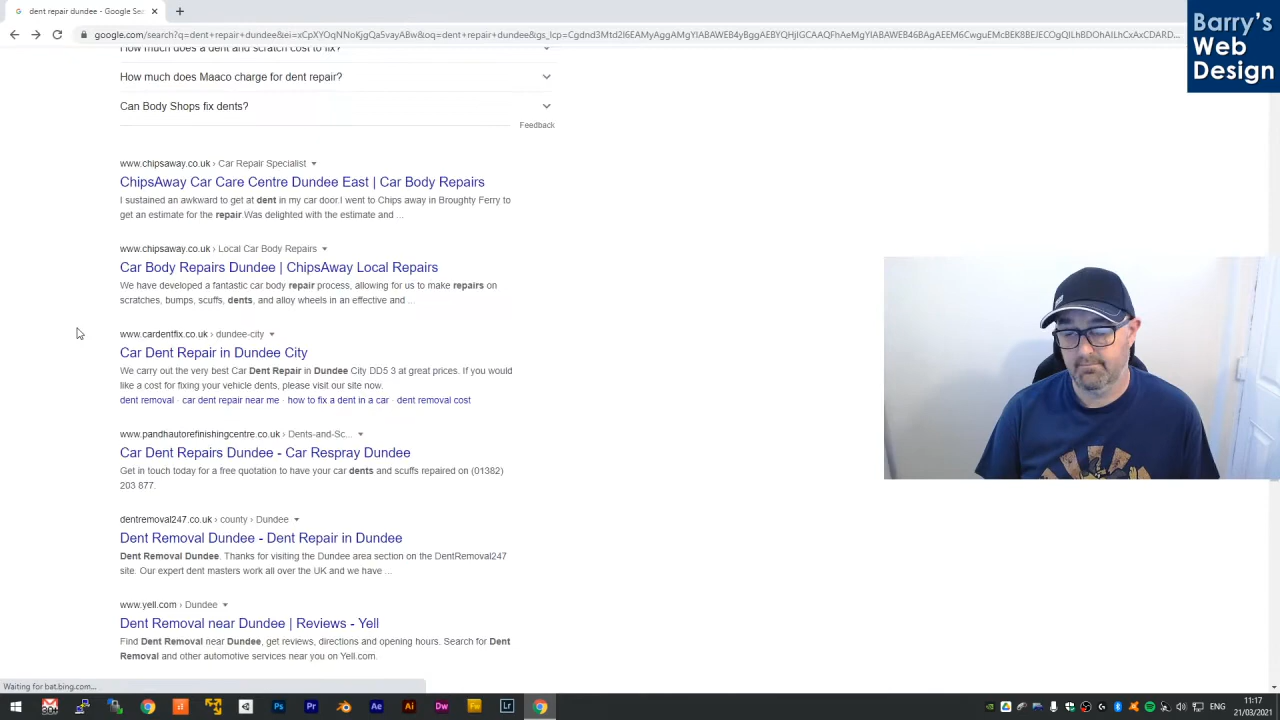 dent repair dundee - Google Sea
google.com/search?q=dent+repair+dundee&ei=xCpXYOqNNoKjgQa5vayABw&oq=dent+repair+dundee&gs_lcp=
Barry's
Web
Design
How much does a dent and scratch cost to fix?
How much does Maaco charge for dent repair?
Can Body Shops fix dents?
Feedback
www.chipsaway.co.uk › Car Repair Specialist
ChipsAway Car Care Centre Dundee East | Car Body Repairs
I sustained an awkward to get at dent in my car door.I went to Chips away in Broughty Ferry to
get an estimate for the repair.Was delighted with the estimate and ...
www.chipsaway.co.uk › Local Car Body Repairs
Car Body Repairs Dundee | ChipsAway Local Repairs
We have developed a fantastic car body repair process, allowing for us to make repairs on
scratches, bumps, scuffs, dents, and alloy wheels in an effective and ...
www.cardentfix.co.uk › dundee-city
Car Dent Repair in Dundee City
We carry out the very best Car Dent Repair in Dundee City DD5 3 at great prices. If you would
like a cost for fixing your vehicle dents, please visit our site now.
dent removal · car dent repair near me · how to fix a dent in a car · dent removal cost
www.pandhautorefinishingcentre.co.uk › Dents-and-Sc...
Car Dent Repairs Dundee - Car Respray Dundee
Get in touch today for a free quotation to have your car dents and scuffs repaired on (01382)
203 877.
dentremoval247.co.uk › county › Dundee
Dent Removal Dundee - Dent Repair in Dundee
Dent Removal Dundee. Thanks for visiting the Dundee area section on the DentRemoval247
site. Our expert dent masters work all over the UK and we have ...
www.yell.com › Dundee
Dent Removal near Dundee | Reviews - Yell
Find Dent Removal near Dundee, get reviews, directions and opening hours. Search for Dent
Removal and other automotive services near you on Yell.com.
Waiting for bat.bing.com...
30+
Ps
Pr
Ae
Ai
Dw
Fw
Lr
ENG
11:17
21/03/2021